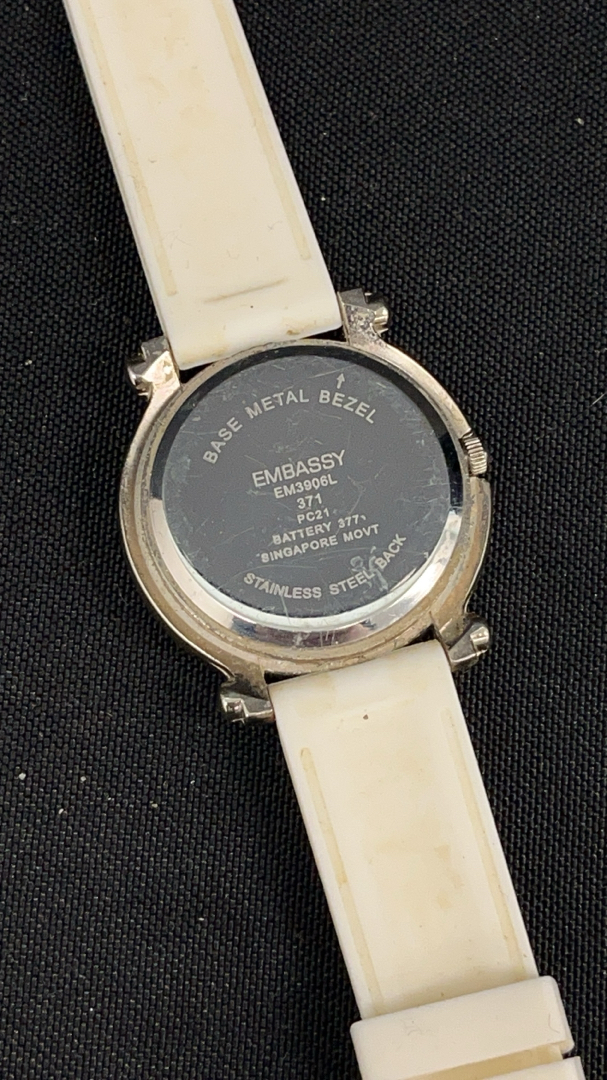 BASE METAL BEZEL
EMBASSY
EM3906L
371
PC21
BATTERY 377
SINGAPORE MOVT
STAINLESS STEEL BACK